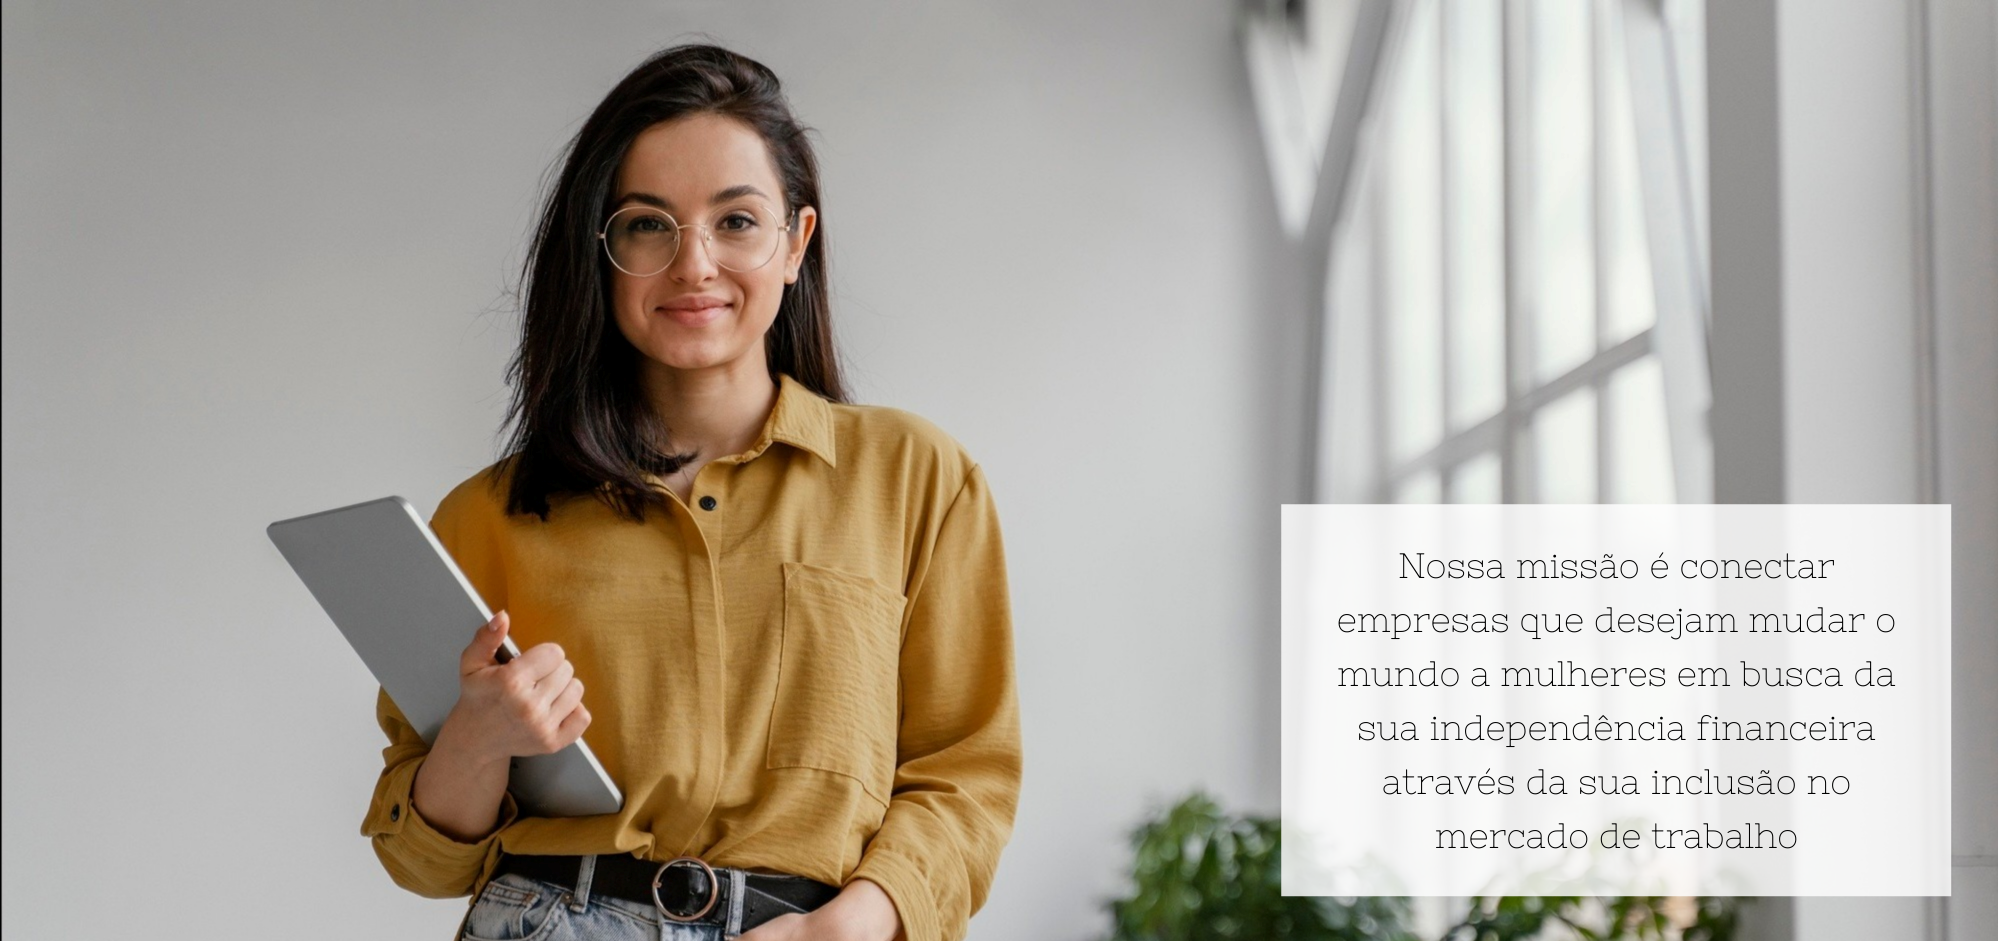 Nossa missão é conectar
empresas que desejam mudar o
mundo a mulheres em busca da
sua independência financeira
através da sua inclusão no
mercado de trabalho